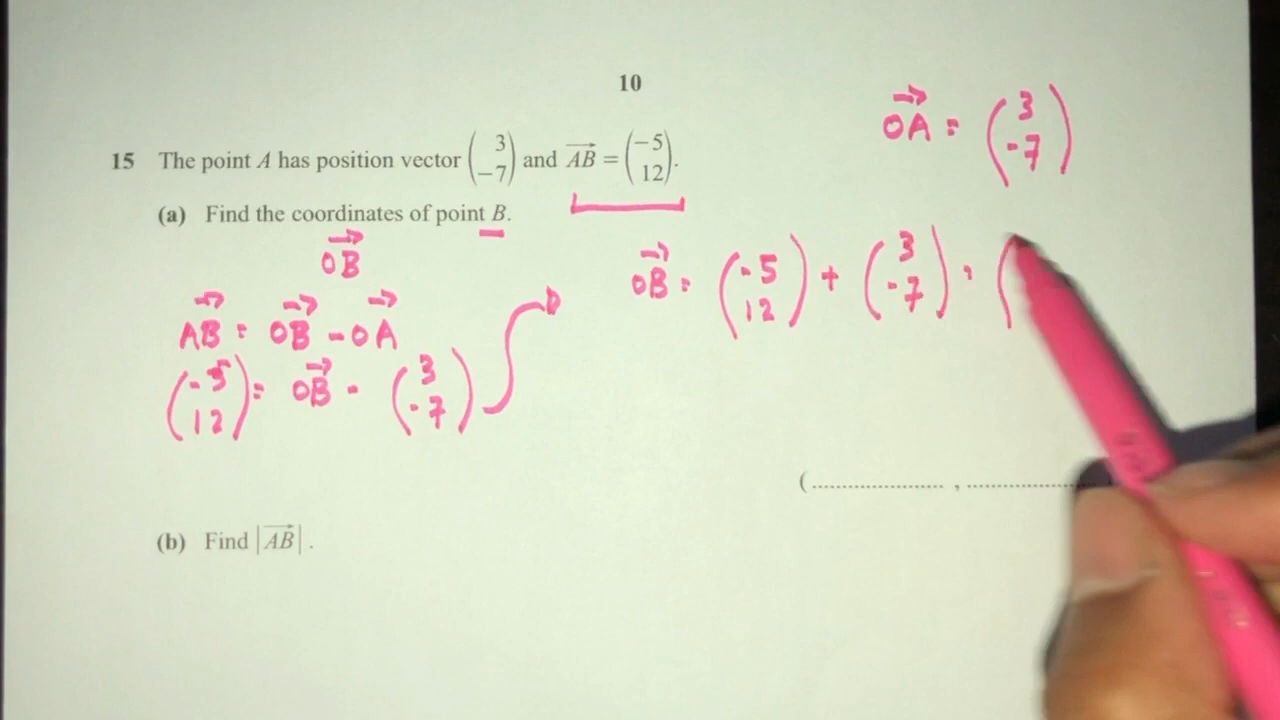 10
15 The point A has position vector (3 -7) and AB→ = (-5 12).
OA→ = (3 -7)
(a) Find the coordinates of point B.
OB→
OB→ = (-5 12) + (3 -7) = (
AB→ = OB→ - OA→
(-5 12) = OB→ - (3 -7)
(.................... , ....................
(b) Find |AB→| .